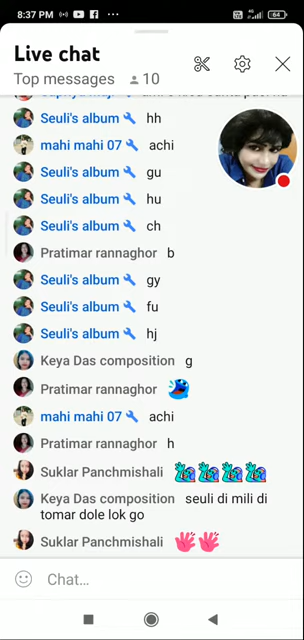 8:37 PM
64
Live chat
Top messages 10
Seuli's album hh
mahi mahi 07 achi
Seuli's album gu
Seuli's album hu
Seuli's album ch
Pratimar rannaghor b
Seuli's album gy
Seuli's album fu
Seuli's album hj
Keya Das composition g
Pratimar rannaghor
mahi mahi 07 achi
Pratimar rannaghor h
Suklar Panchmishali
Keya Das composition seuli di mili di
tomar dole lok go
Suklar Panchmishali
Chat...